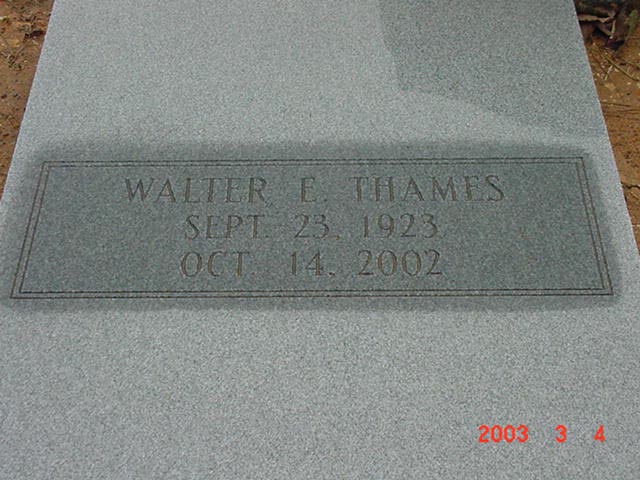 WALTER E. THAMES
SEPT. 23, 1923
OCT. 14, 2002
2003 3 4